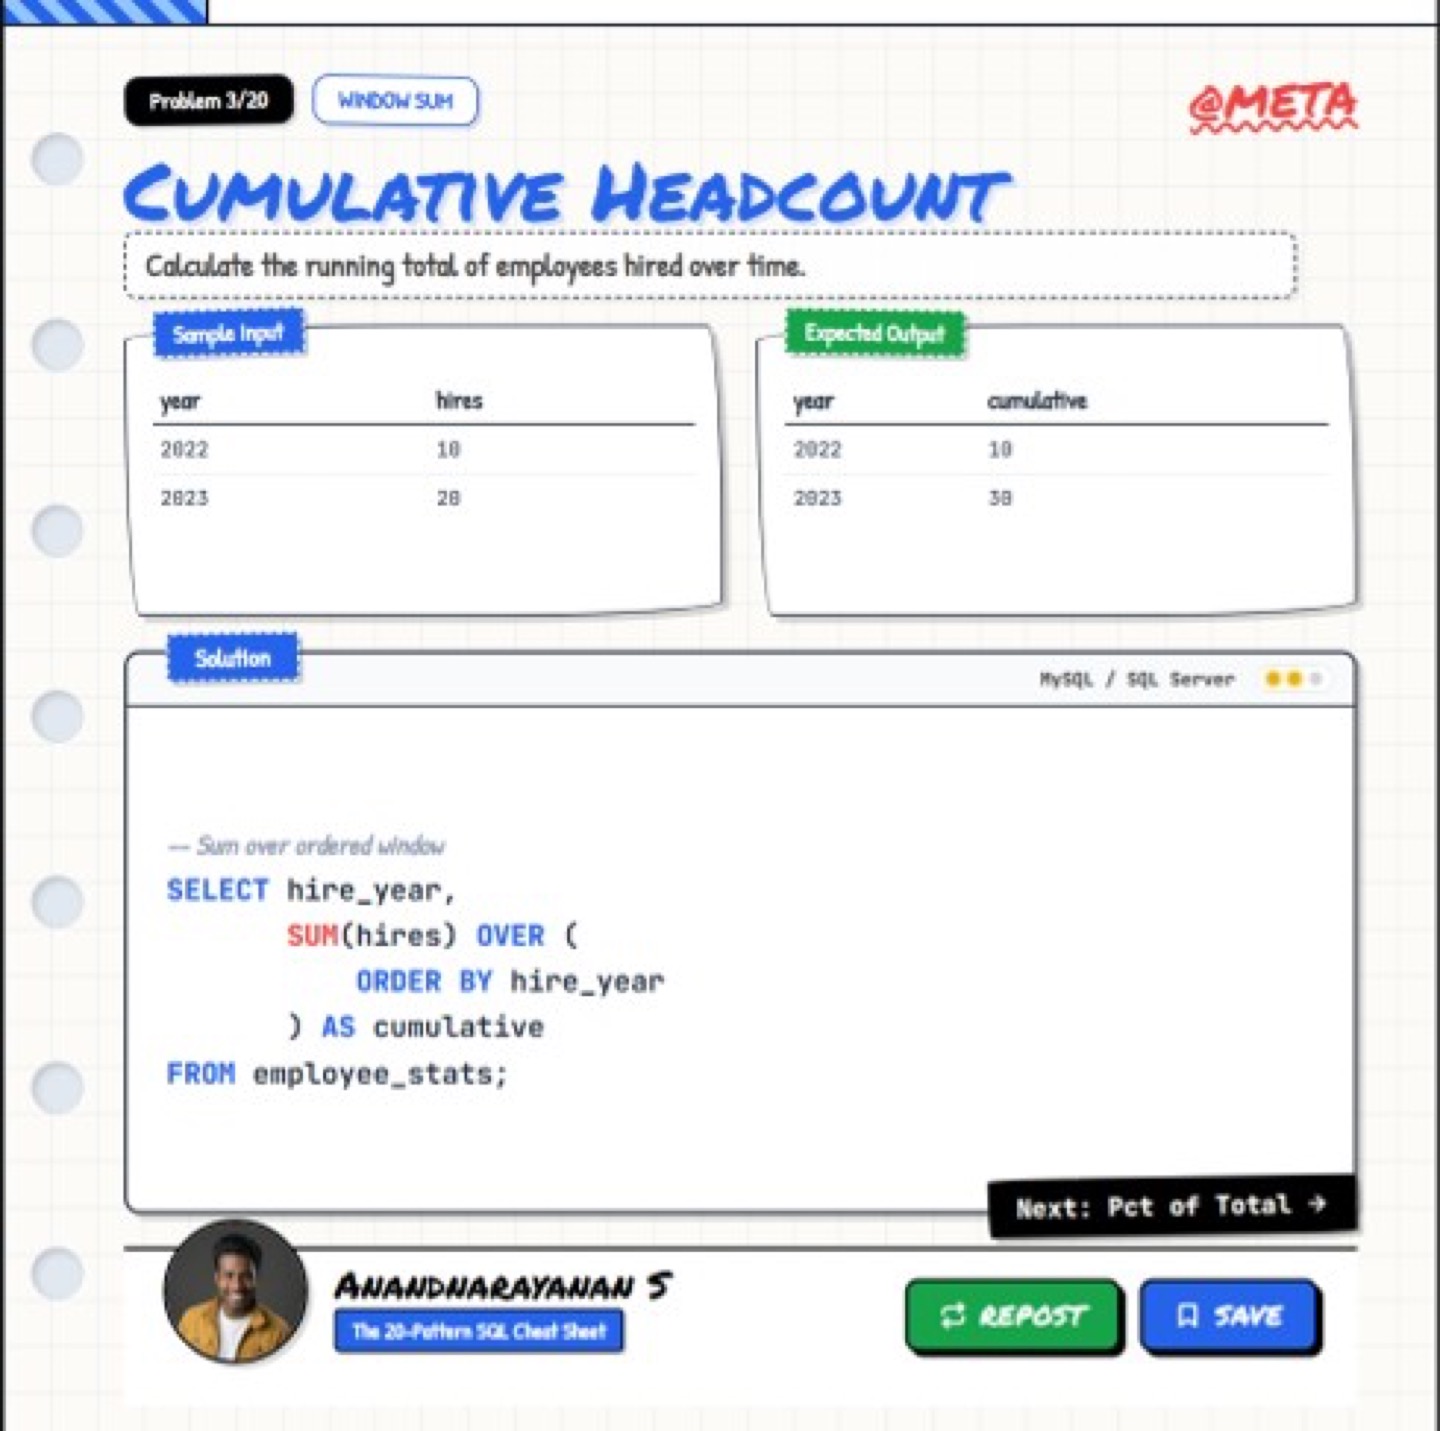 Problem 3/20
WINDOW SUM
@META
CUMULATIVE HEADCOUNT
Calculate the running total of employees hired over time.
Sample Input
year hires
2022 10
2023 20
Expected Output
year cumulative
2022 10
2023 30
Solution
MySQL / SQL Server
-- Sum over ordered window
SELECT hire_year,
SUM(hires) OVER (
ORDER BY hire_year
) AS cumulative
FROM employee_stats;
Next: Pct of Total →
ANANDNARAYANAN S
The 20-Pattern SQL Cheat Sheet
REPOST
SAVE